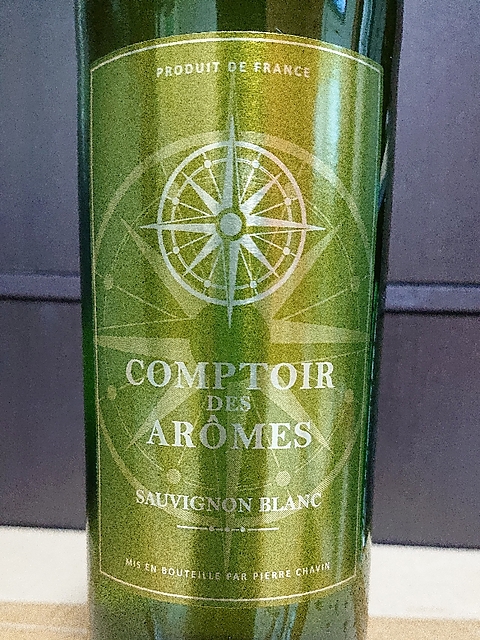 PRODUIT DE FRANCE
COMPTOIR
DES
ARÔMES
SAUVIGNON BLANC
MIS EN BOUTEILLE PAR PIERRE CHAVIN